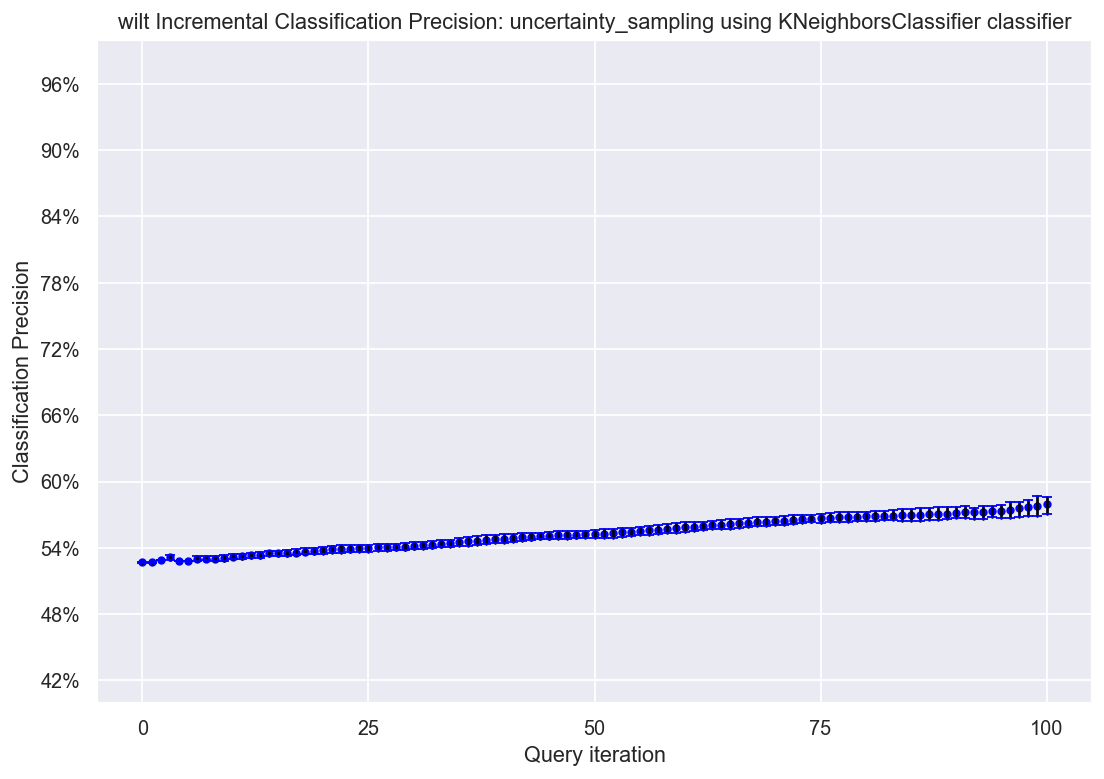 wilt Incremental Classification Precision: uncertainty_sampling using KNeighborsClassifier classifier
96%
90%
84%
78%
72%
66%
60%
54%
48%
42%
Classification Precision
0 25 50 75 100
Query iteration